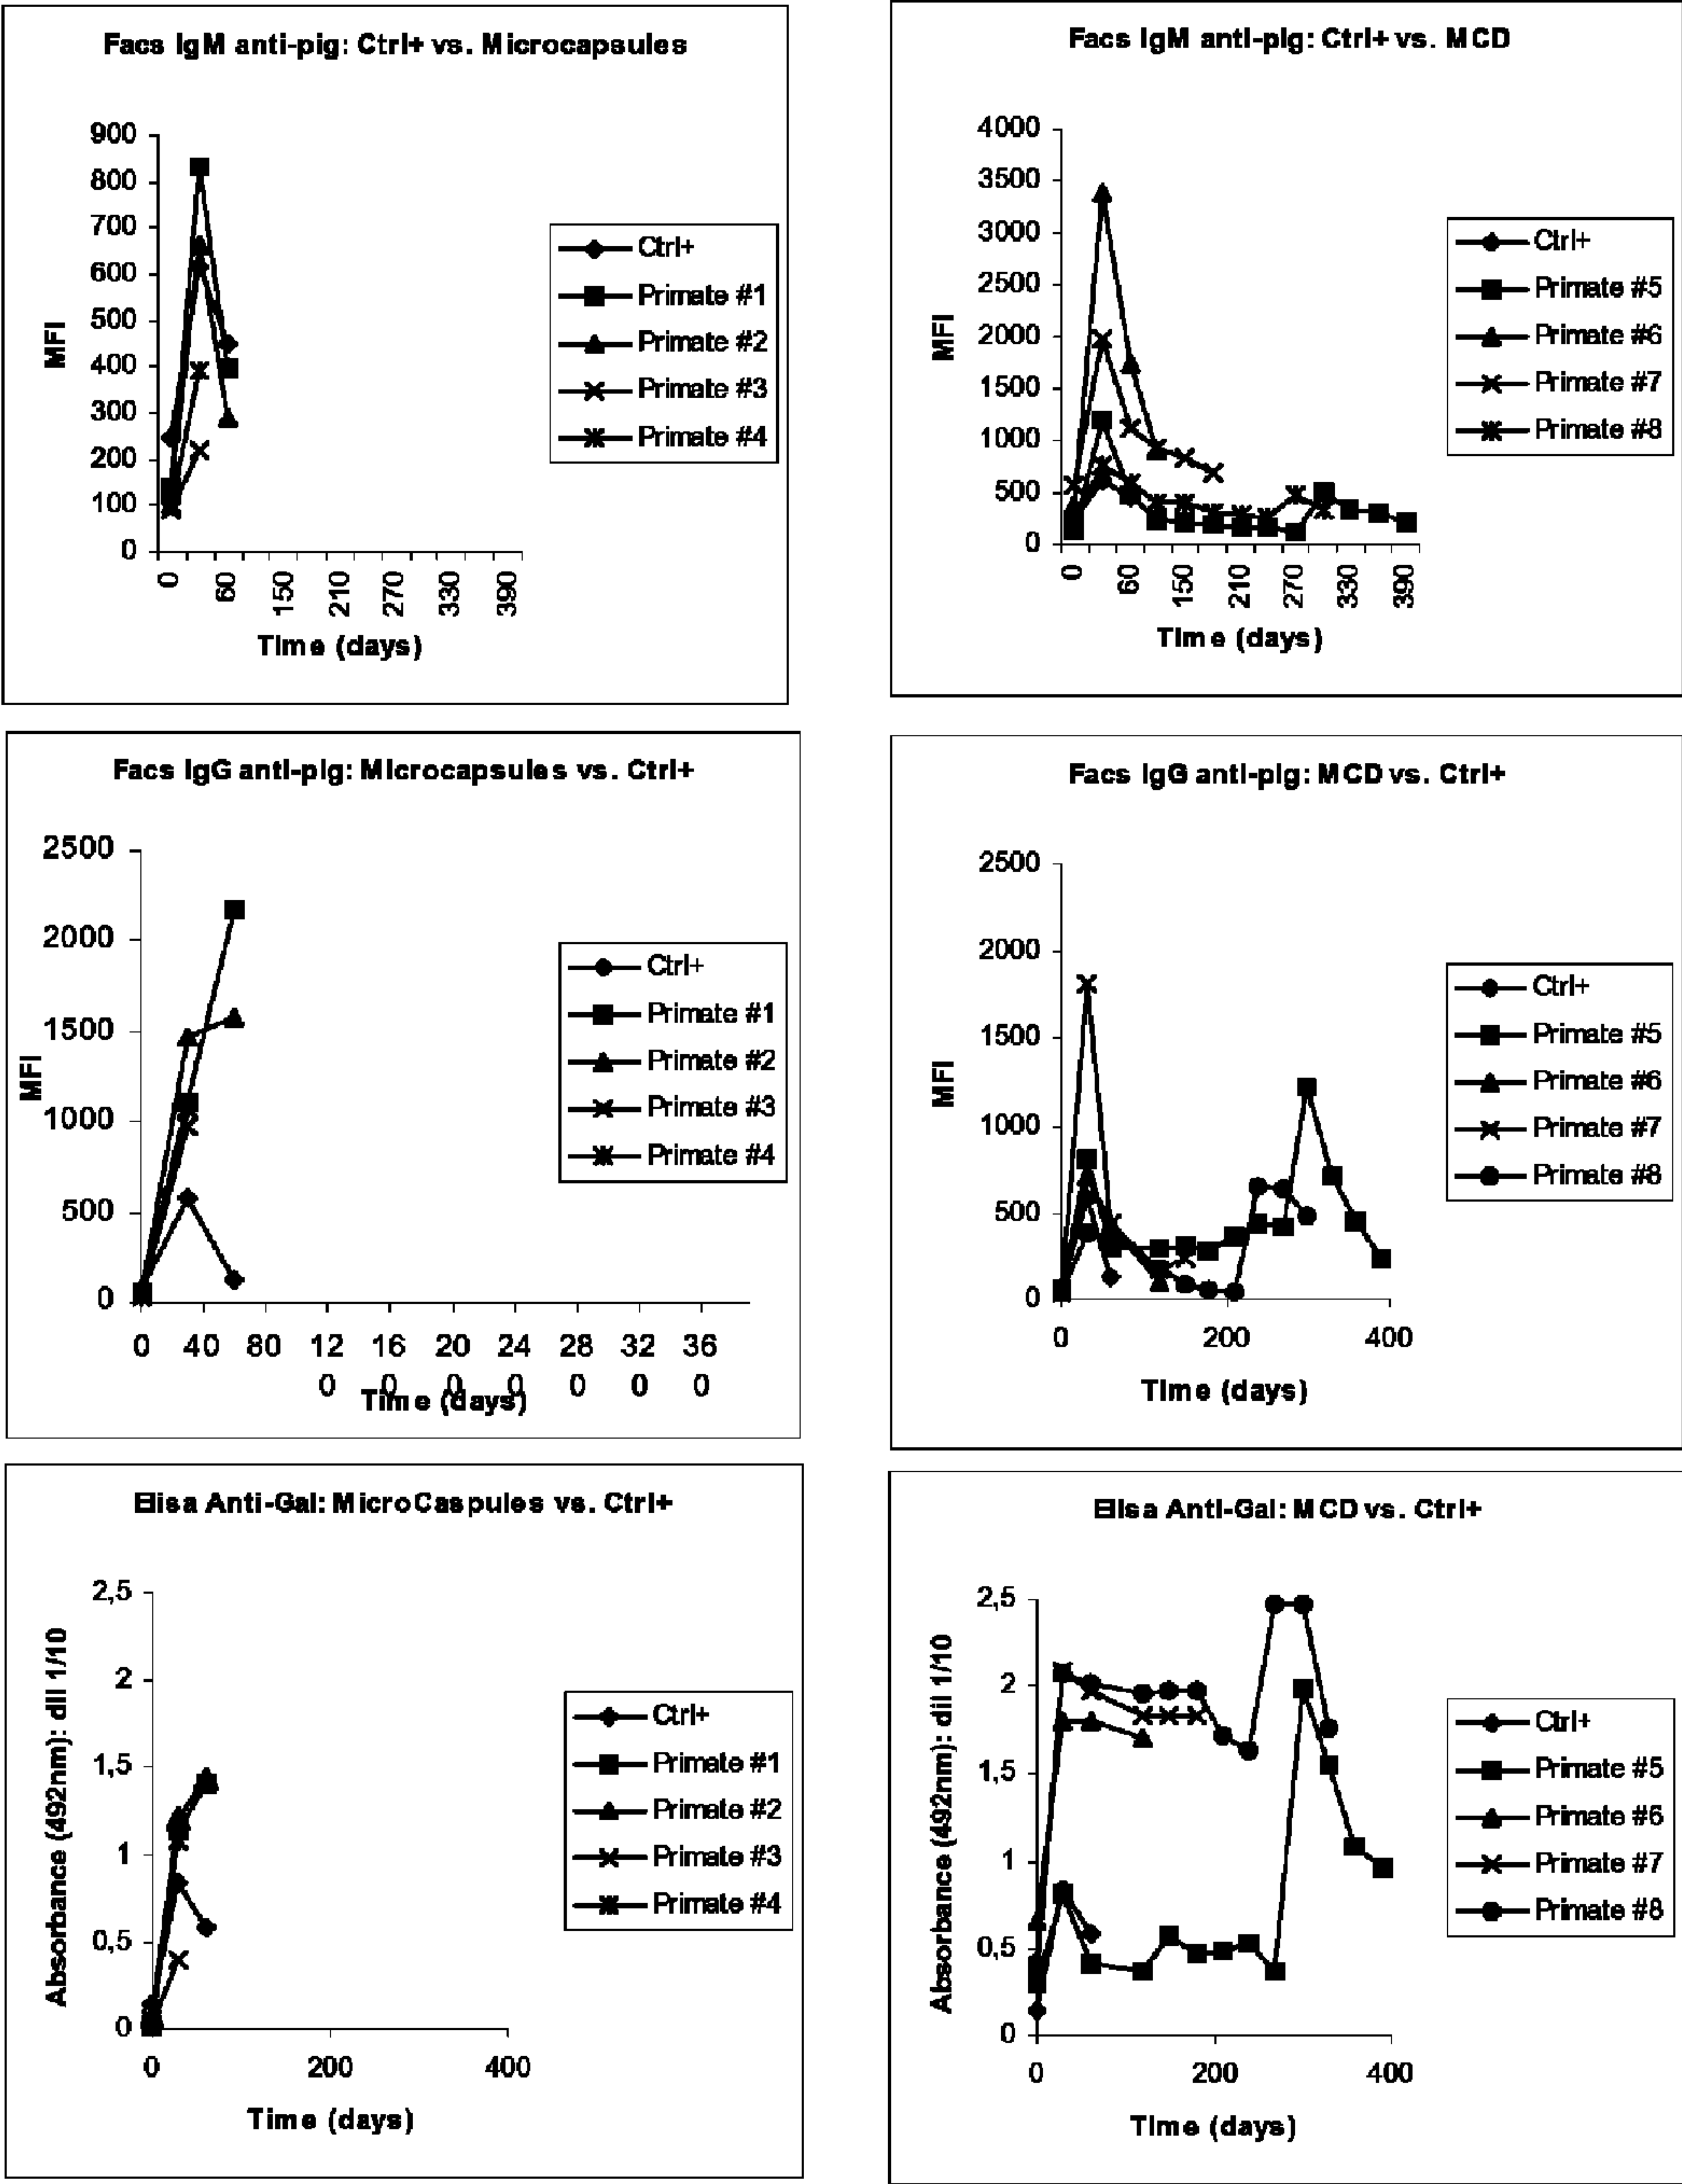 Facs IgM anti-pig: Ctrl+ vs. Microcapsules
900
800
700
600
500
400
300
200
100
0
MFI
0 60 150 210 270 330 390
Time (days)
Ctrl+
Primate #1
Primate #2
Primate #3
Primate #4
Facs IgM anti-pig: Ctrl+ vs. MCD
4000
3500
3000
2500
2000
1500
1000
500
0
MFI
0 60 150 210 270 330 390
Time (days)
Ctrl+
Primate #5
Primate #6
Primate #7
Primate #8
Facs IgG anti-pig: Microcapsules vs. Ctrl+
2500
2000
1500
1000
500
0
MFI
0 40 80 12 16 20 24 28 32 36
0 0 0 0 0 0 0
Time (days)
Ctrl+
Primate #1
Primate #2
Primate #3
Primate #4
Facs IgG anti-pig: MCD vs. Ctrl+
2500
2000
1500
1000
500
0
MFI
0 200 400
Time (days)
Ctrl+
Primate #5
Primate #6
Primate #7
Primate #8
Elisa Anti-Gal: MicroCaspules vs. Ctrl+
2,5
2
1,5
1
0,5
0
Absorbance (492nm): dil 1/10
0 200 400
Time (days)
Ctrl+
Primate #1
Primate #2
Primate #3
Primate #4
Elisa Anti-Gal: MCD vs. Ctrl+
2,5
2
1,5
1
0,5
0
Absorbance (492nm): dil 1/10
0 200 400
Time (days)
Ctrl+
Primate #5
Primate #6
Primate #7
Primate #8